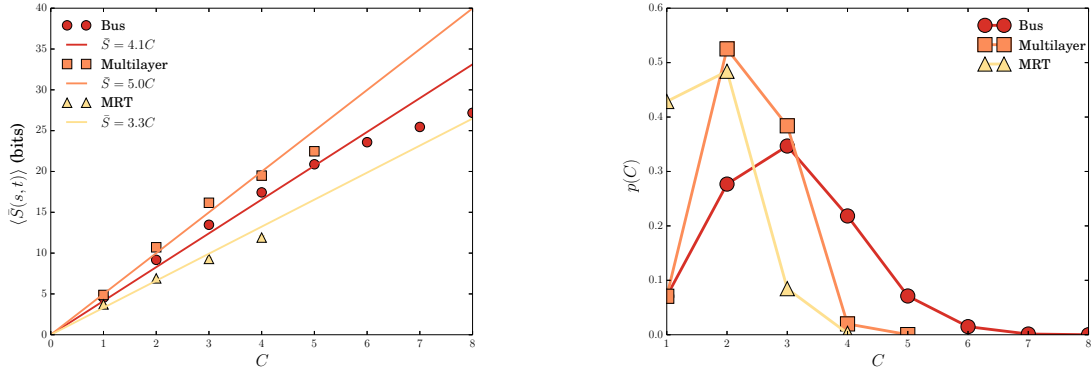 40
35
30
25
20
15
10
5
0
0 1 2 3 4 5 6 7 8
C
⟨S̄(s, t)⟩ (bits)
Bus
S̄ = 4.1C
Multilayer
S̄ = 5.0C
MRT
S̄ = 3.3C
0.6
0.5
0.4
0.3
0.2
0.1
0.0
1 2 3 4 5 6 7 8
C
p(C)
Bus
Multilayer
MRT